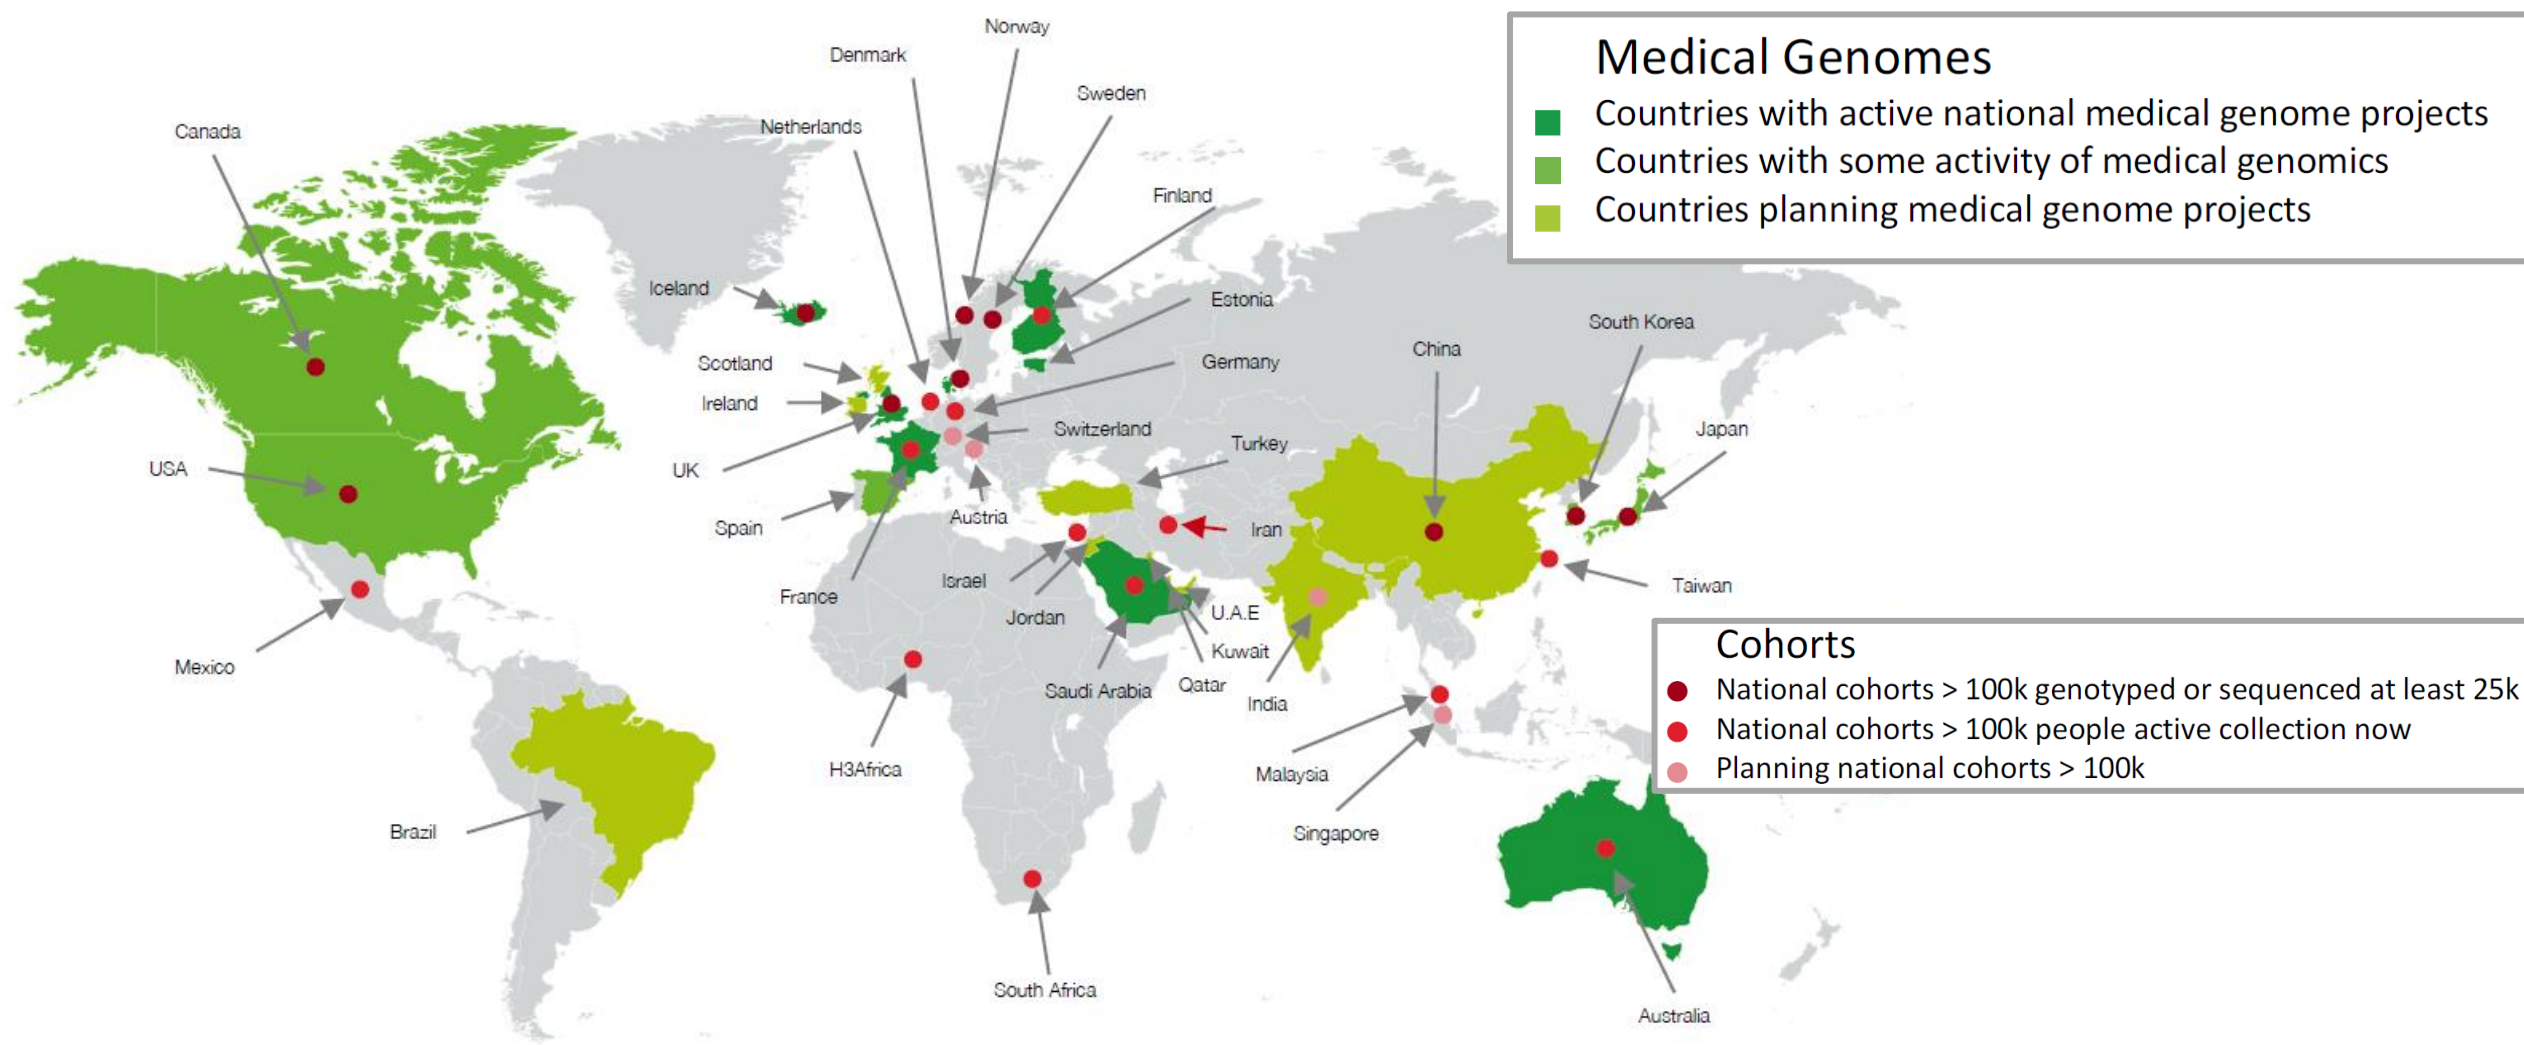 Norway
Denmark
Sweden
Netherlands
Canada
Finland
Iceland
Estonia
South Korea
Scotland
Germany
China
Ireland
Switzerland
Japan
USA
UK
Turkey
Spain
Austria
Iran
Israel
France
Jordan
U.A.E
Taiwan
Kuwait
Mexico
Saudi Arabia
Qatar
India
H3Africa
Malaysia
Brazil
Singapore
South Africa
Australia
Medical Genomes
Countries with active national medical genome projects
Countries with some activity of medical genomics
Countries planning medical genome projects
Cohorts
National cohorts > 100k genotyped or sequenced at least 25k
National cohorts > 100k people active collection now
Planning national cohorts > 100k